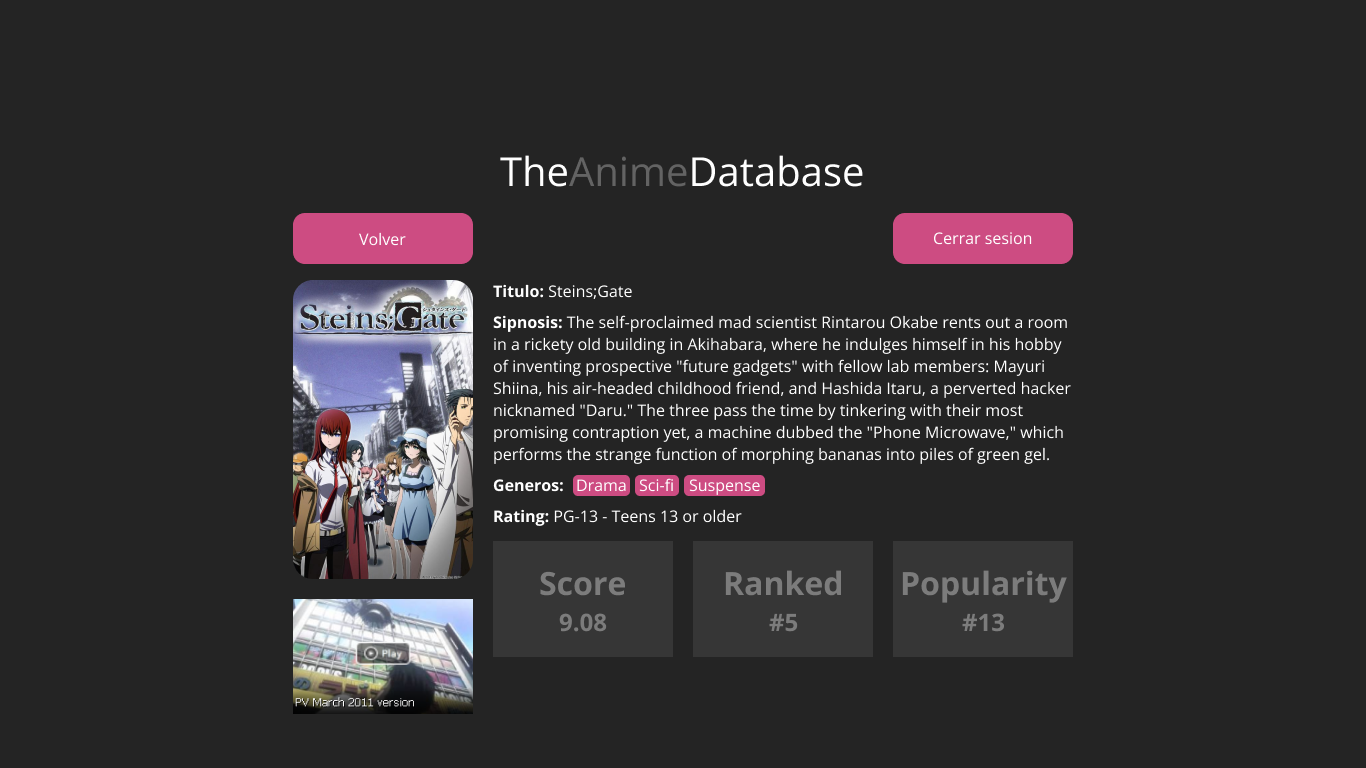 TheAnimeDatabase
Volver
Cerrar sesion
Steins;Gate
Titulo: Steins;Gate
Sipnosis: The self-proclaimed mad scientist Rintarou Okabe rents out a room
in a rickety old building in Akihabara, where he indulges himself in his hobby
of inventing prospective "future gadgets" with fellow lab members: Mayuri
Shiina, his air-headed childhood friend, and Hashida Itaru, a perverted hacker
nicknamed "Daru." The three pass the time by tinkering with their most
promising contraption yet, a machine dubbed the "Phone Microwave," which
performs the strange function of morphing bananas into piles of green gel.
Generos: Drama Sci-fi Suspense
Rating: PG-13 - Teens 13 or older
Score
9.08
Ranked
#5
Popularity
#13
Play
PV March 2011 version